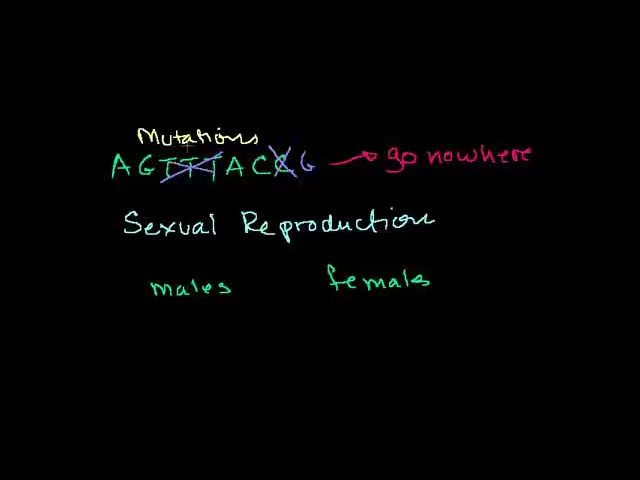 Mutations
AGTTTACCG → go nowhere
Sexual Reproduction
males females